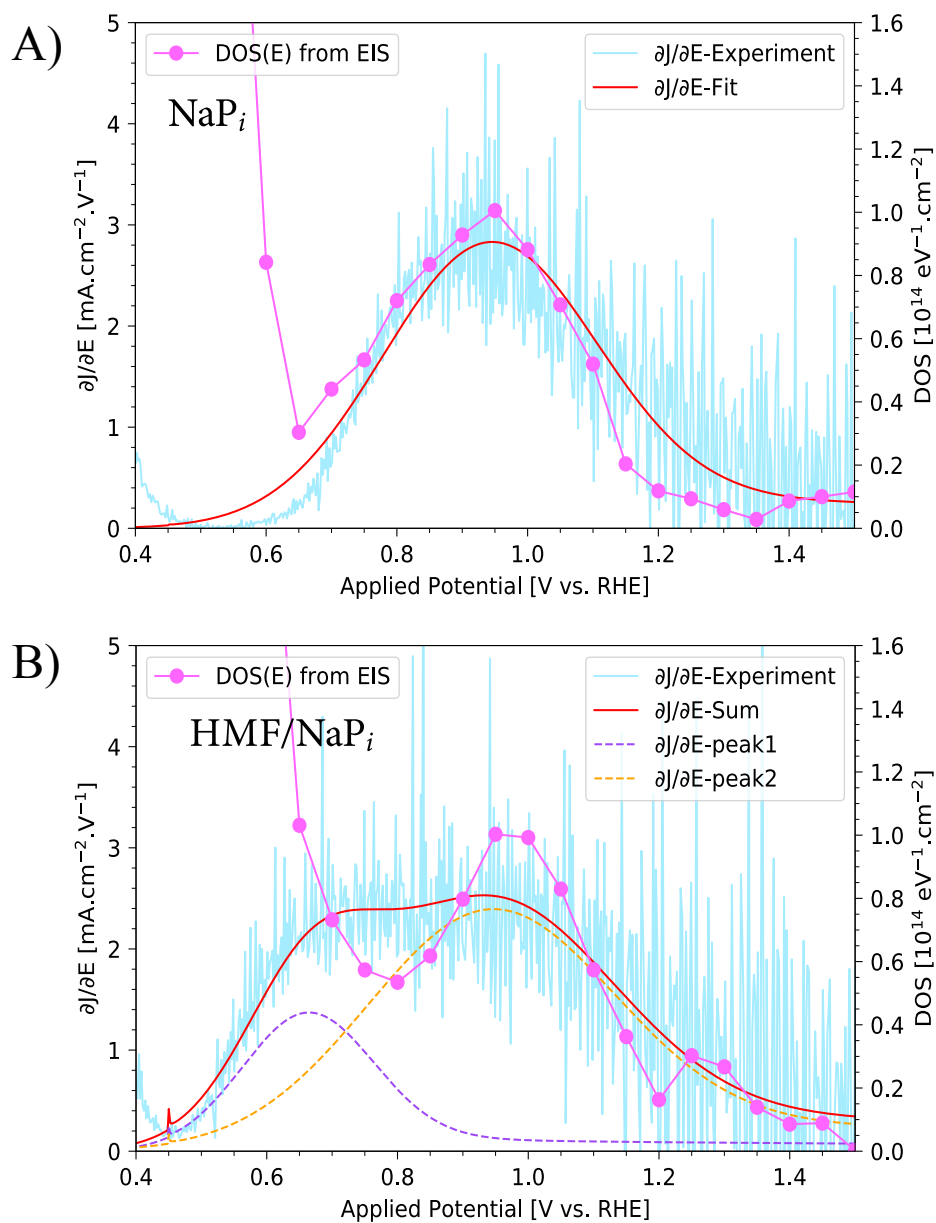 A)
DOS(E) from EIS
∂J/∂E-Experiment
∂J/∂E-Fit
NaPᵢ
5
4
3
2
1
0
∂J/∂E [mA.cm⁻².V⁻¹]
1.6
1.4
1.2
1.0
0.8
0.6
0.4
0.2
0.0
DOS [10¹⁴ eV⁻¹.cm⁻²]
0.4 0.6 0.8 1.0 1.2 1.4
Applied Potential [V vs. RHE]
B)
DOS(E) from EIS
∂J/∂E-Experiment
∂J/∂E-Sum
∂J/∂E-peak1
∂J/∂E-peak2
HMF/NaPᵢ
5
4
3
2
1
0
∂J/∂E [mA.cm⁻².V⁻¹]
1.6
1.4
1.2
1.0
0.8
0.6
0.4
0.2
0.0
DOS [10¹⁴ eV⁻¹.cm⁻²]
0.4 0.6 0.8 1.0 1.2 1.4
Applied Potential [V vs. RHE]